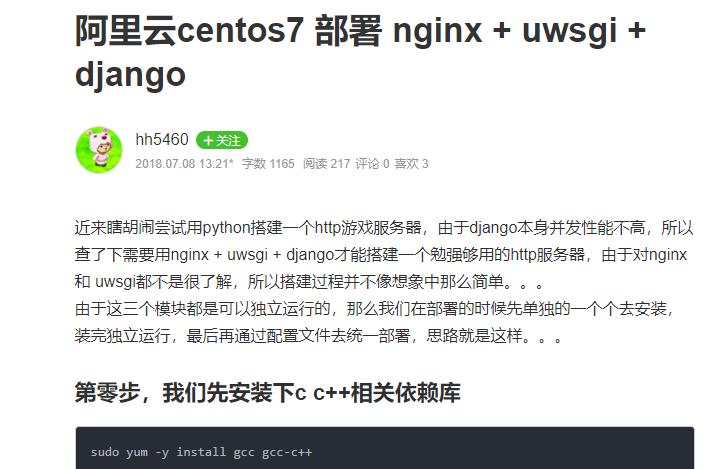 阿里云centos7 部署 nginx + uwsgi +
django
hh5460 +关注
2018.07.08 13:21* 字数 1165 阅读 217 评论 0 喜欢 3
近来瞎胡闹尝试用python搭建一个http游戏服务器，由于django本身并发性能不高，所以
查了下需要用nginx + uwsgi + django才能搭建一个勉强够用的http服务器，由于对nginx
和 uwsgi都不是很了解，所以搭建过程并不像想象中那么简单。。。
由于这三个模块都是可以独立运行的，那么我们在部署的时候先单独的一个个去安装，
装完独立运行，最后再通过配置文件去统一部署，思路就是这样。。。
第零步，我们先安装下c c++相关依赖库
sudo yum -y install gcc gcc-c++